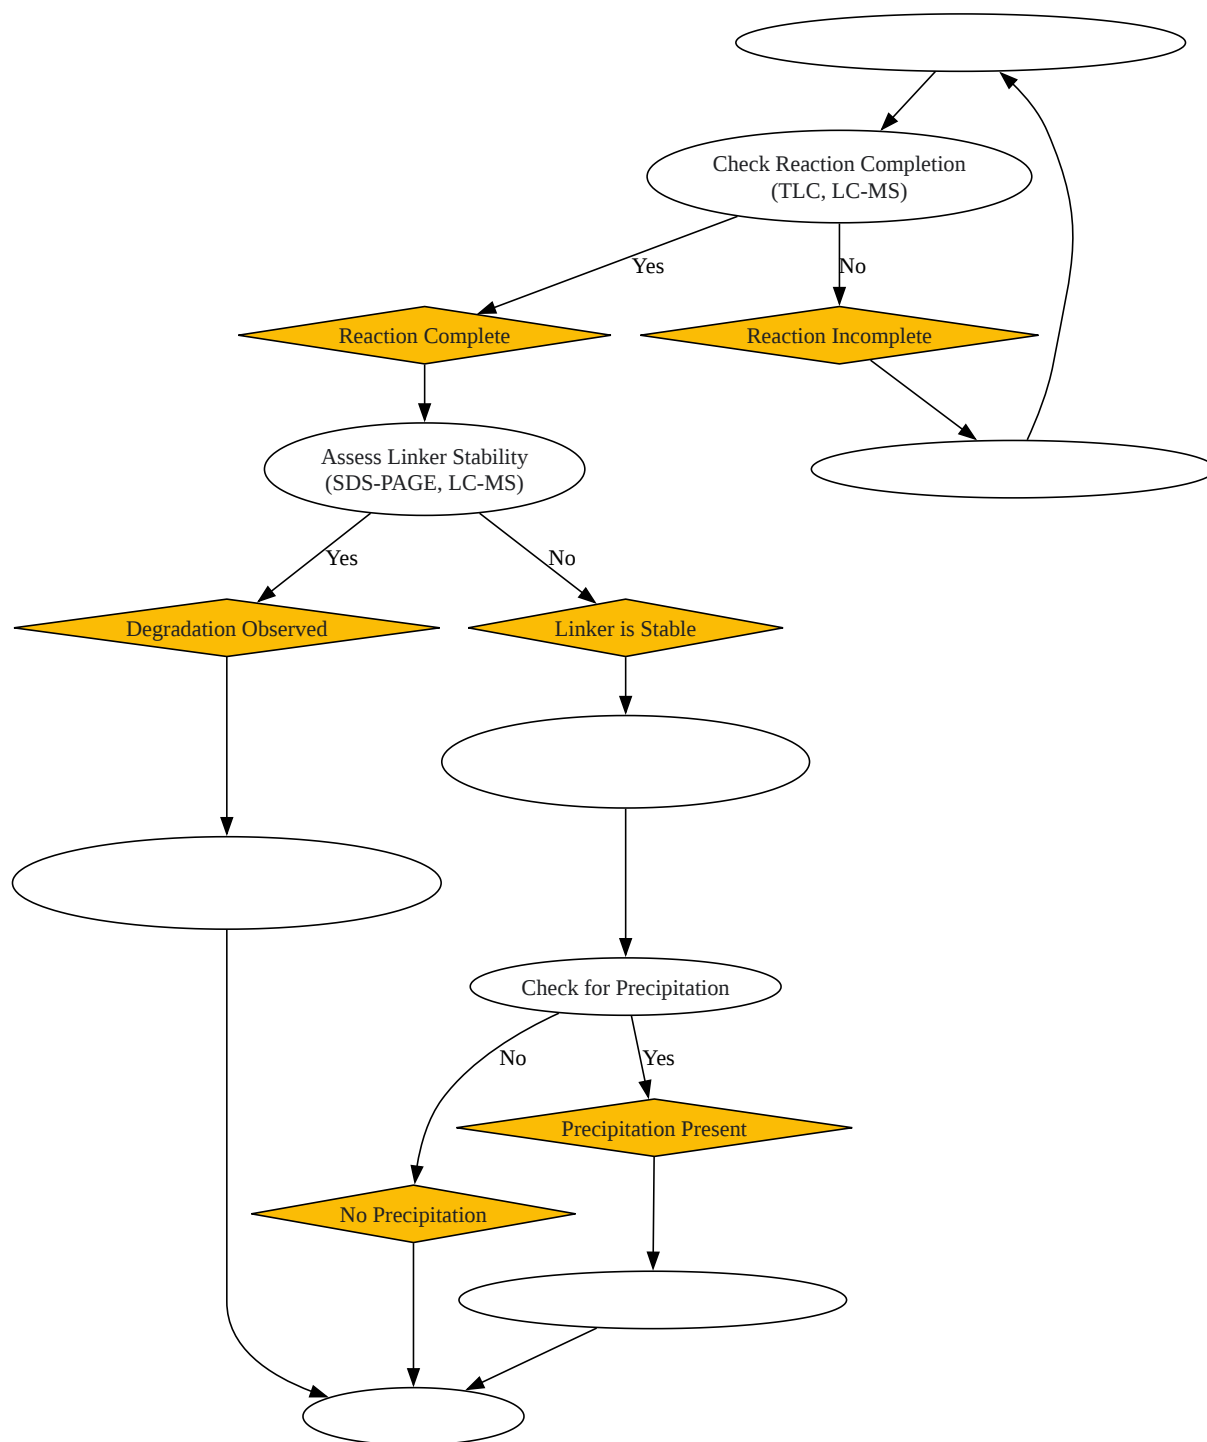 Check Reaction Completion
(TLC, LC-MS)
Yes
No
Reaction Complete
Reaction Incomplete
Assess Linker Stability
(SDS-PAGE, LC-MS)
Yes
No
Degradation Observed
Linker is Stable
Check for Precipitation
No
Yes
Precipitation Present
No Precipitation